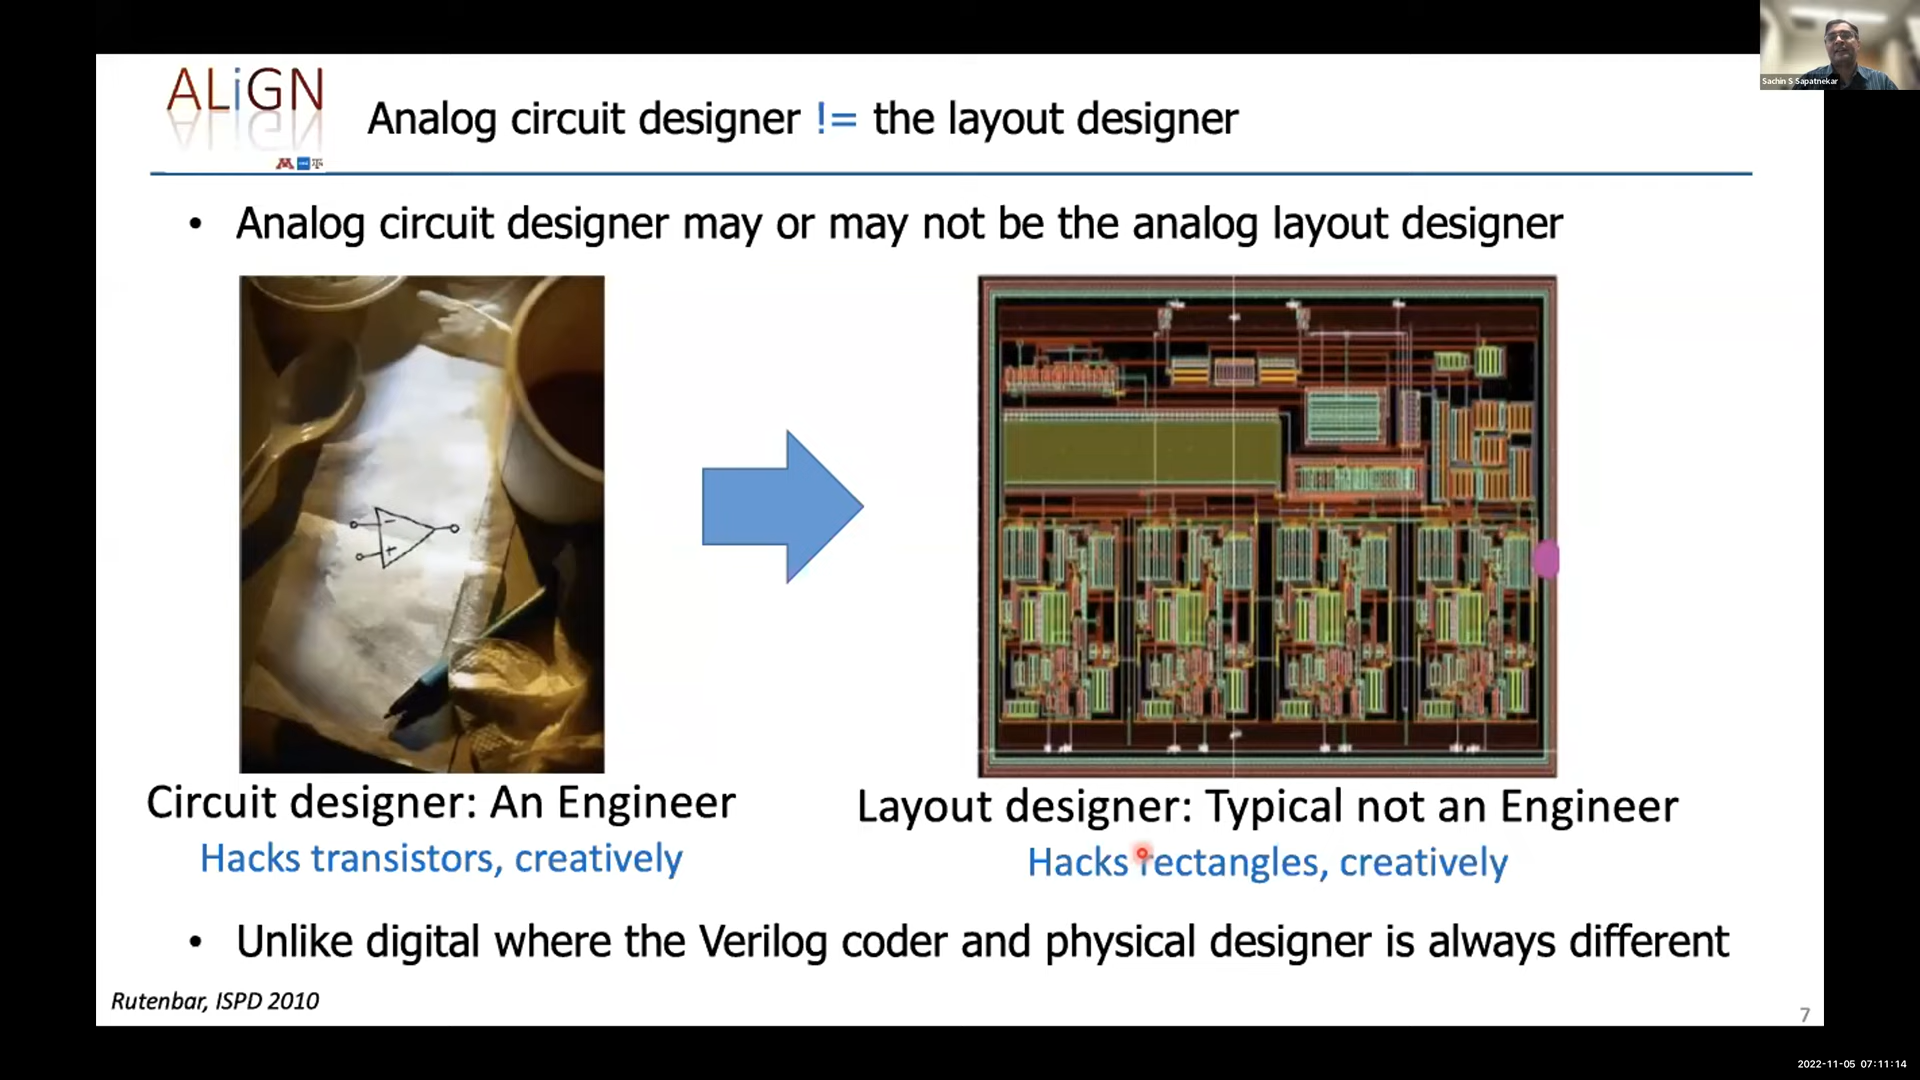 Sachin S Sapatnekar
ALiGN
Analog circuit designer != the layout designer
• Analog circuit designer may or may not be the analog layout designer
Circuit designer: An Engineer
Hacks transistors, creatively
Layout designer: Typical not an Engineer
Hacks rectangles, creatively
• Unlike digital where the Verilog coder and physical designer is always different
Rutenbar, ISPD 2010
7
2022-11-05 07:11:14